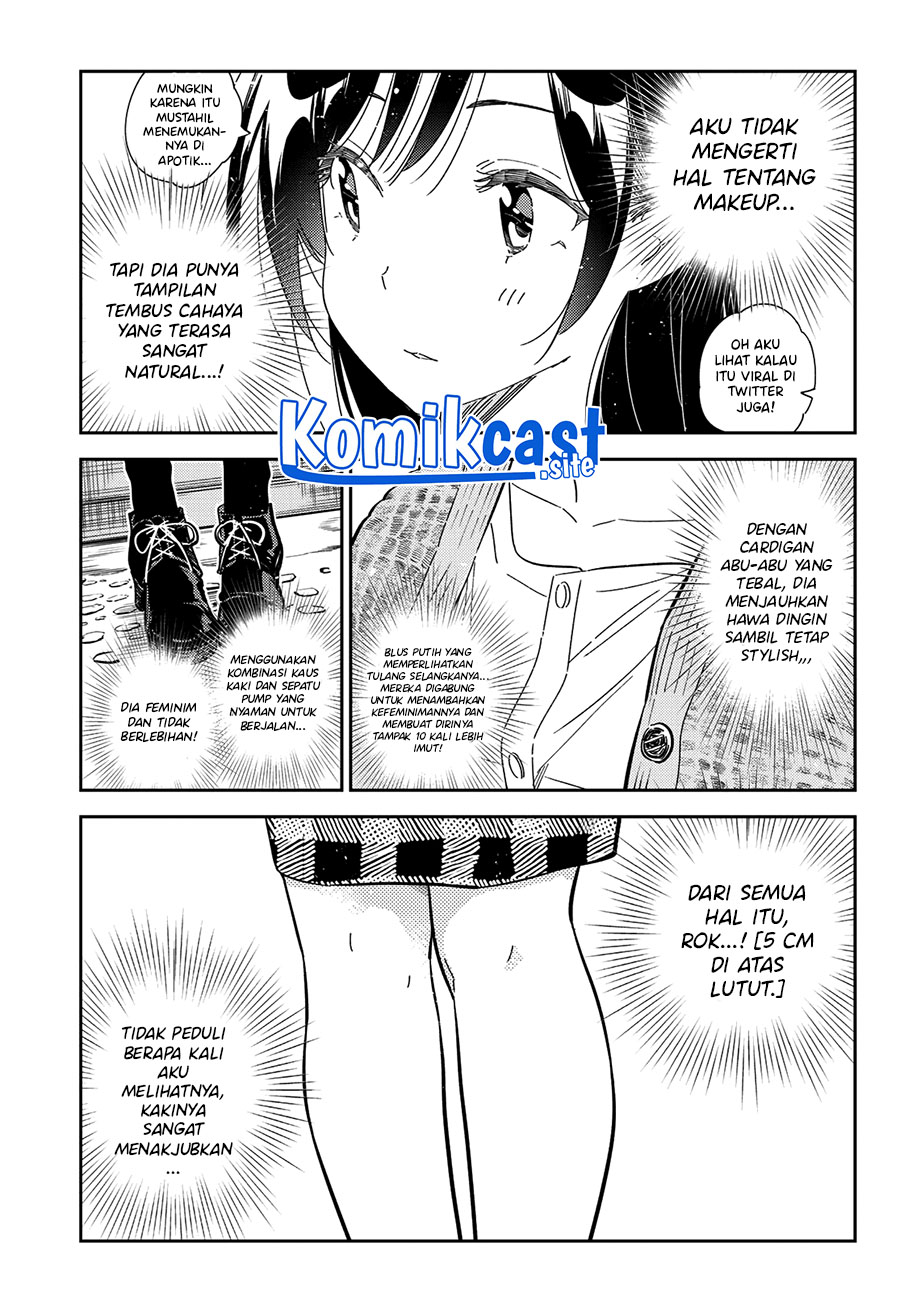 AKU TIDAK
MENGERTI
HAL TENTANG
MAKEUP...
MUNGKIN
KARENA ITU
MUSTAHIL
MENEMUKAN-
NYA DI
APOTIK...
OH AKU
LIHAT KALAU
ITU VIRAL DI
TWITTER
JUGA!
TAPI DIA PUNYA
TAMPILAN
TEMBUS CAHAYA
YANG TERASA
SANGAT
NATURAL...!
Komikcast
.site
DENGAN
CARDIGAN
ABU-ABU YANG
TEBAL, DIA
MENJAUHKAN
HAWA DINGIN
SAMBIL TETAP
STYLISH,,,
BLUS PUTIH YANG
MEMPERLIHATKAN
TULANG SELANGKANYA...
MEREKA DIGABUNG
UNTUK MENAMBAHKAN
KEFEMINIMANNYA DAN
MEMBUAT DIRINYA
TAMPAK 10 KALI LEBIH
IMUT!
MENGGUNAKAN
KOMBINASI KAUS
KAKI DAN SEPATU
PUMP YANG
NYAMAN UNTUK
BERJALAN...
DIA FEMINIM
DAN TIDAK
BERLEBIHAN!
DARI SEMUA
HAL ITU,
ROK...! [5 CM
DI ATAS
LUTUT.]
TIDAK PEDULI
BERAPA KALI
AKU
MELIHATNYA,
KAKINYA
SANGAT
MENAKJUBKAN
...